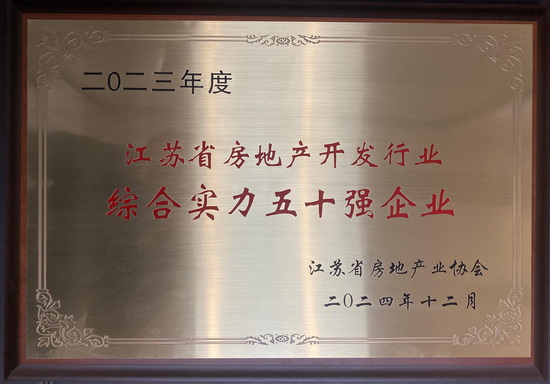 二〇二三年度
江苏省房地产开发行业
综合实力五十强企业
江苏省房地产业协会
二〇二四年十二月